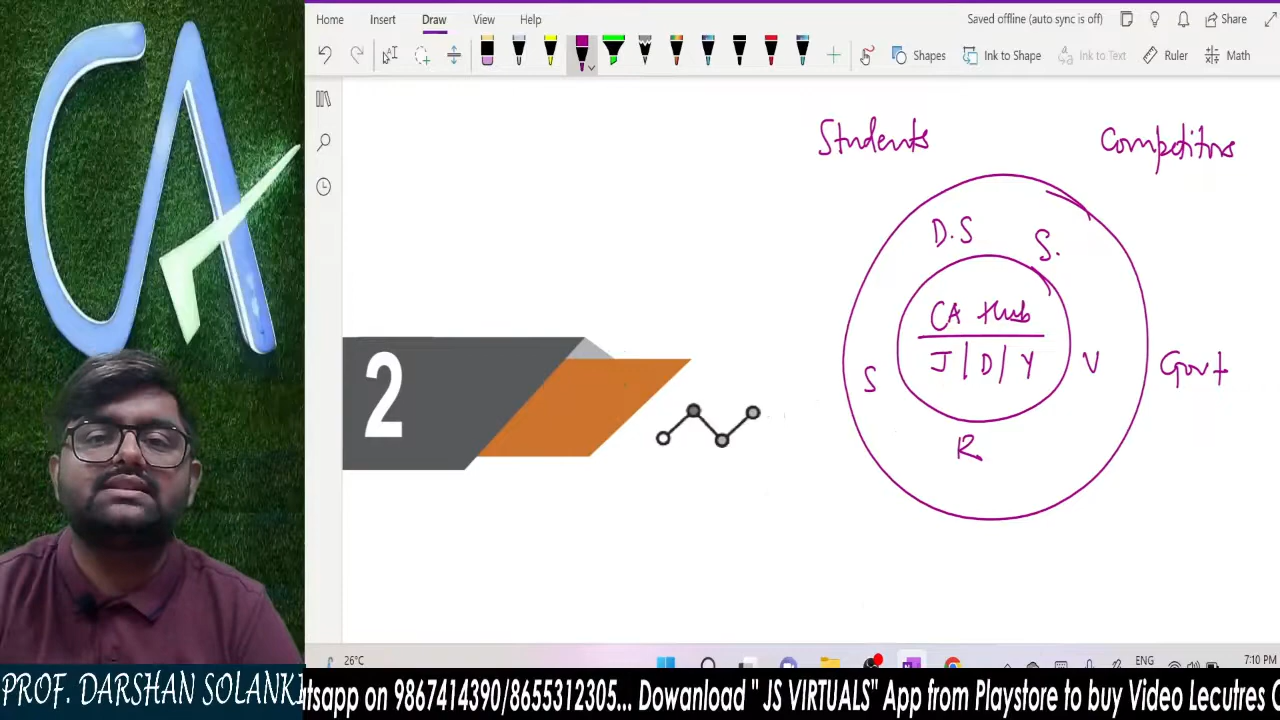 CA
Home Insert Draw View Help
Saved offline (auto sync is off)
Share
Shapes
Ink to Shape
Ink to Text
Ruler
Math
Students
Competitors
D.S
S.
CA Hub
J/D/Y
S
V
Govt
R
2
26°C
ENG
7:10 PM
PROF. DARSHAN SOLANKI
atsapp on 9867414390/8655312305... Dowanload " JS VIRTUALS" App from Playstore to buy Video Lecutres